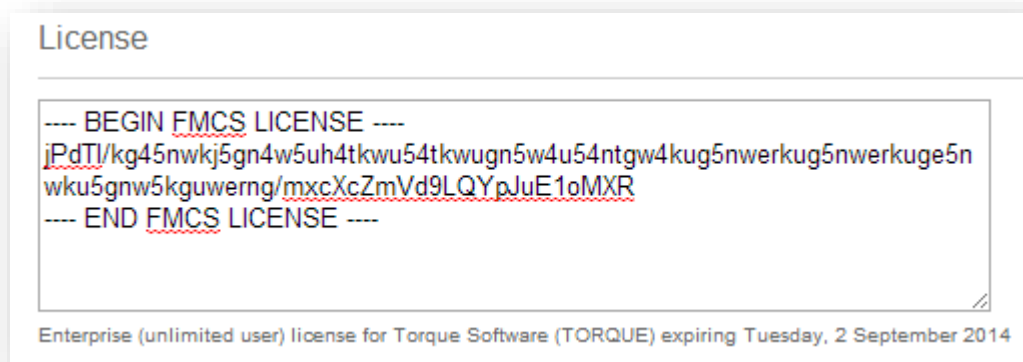 License
---- BEGIN FMCS LICENSE ----
jPdTl/kg45nwkj5gn4w5uh4tkwu54tkwugn5w4u54ntgw4kug5nwerkug5nwerkuge5n
wku5gnw5kguwerng/mxcXcZmVd9LQYpJuE1oMXR
---- END FMCS LICENSE ----
Enterprise (unlimited user) license for Torque Software (TORQUE) expiring Tuesday, 2 September 2014